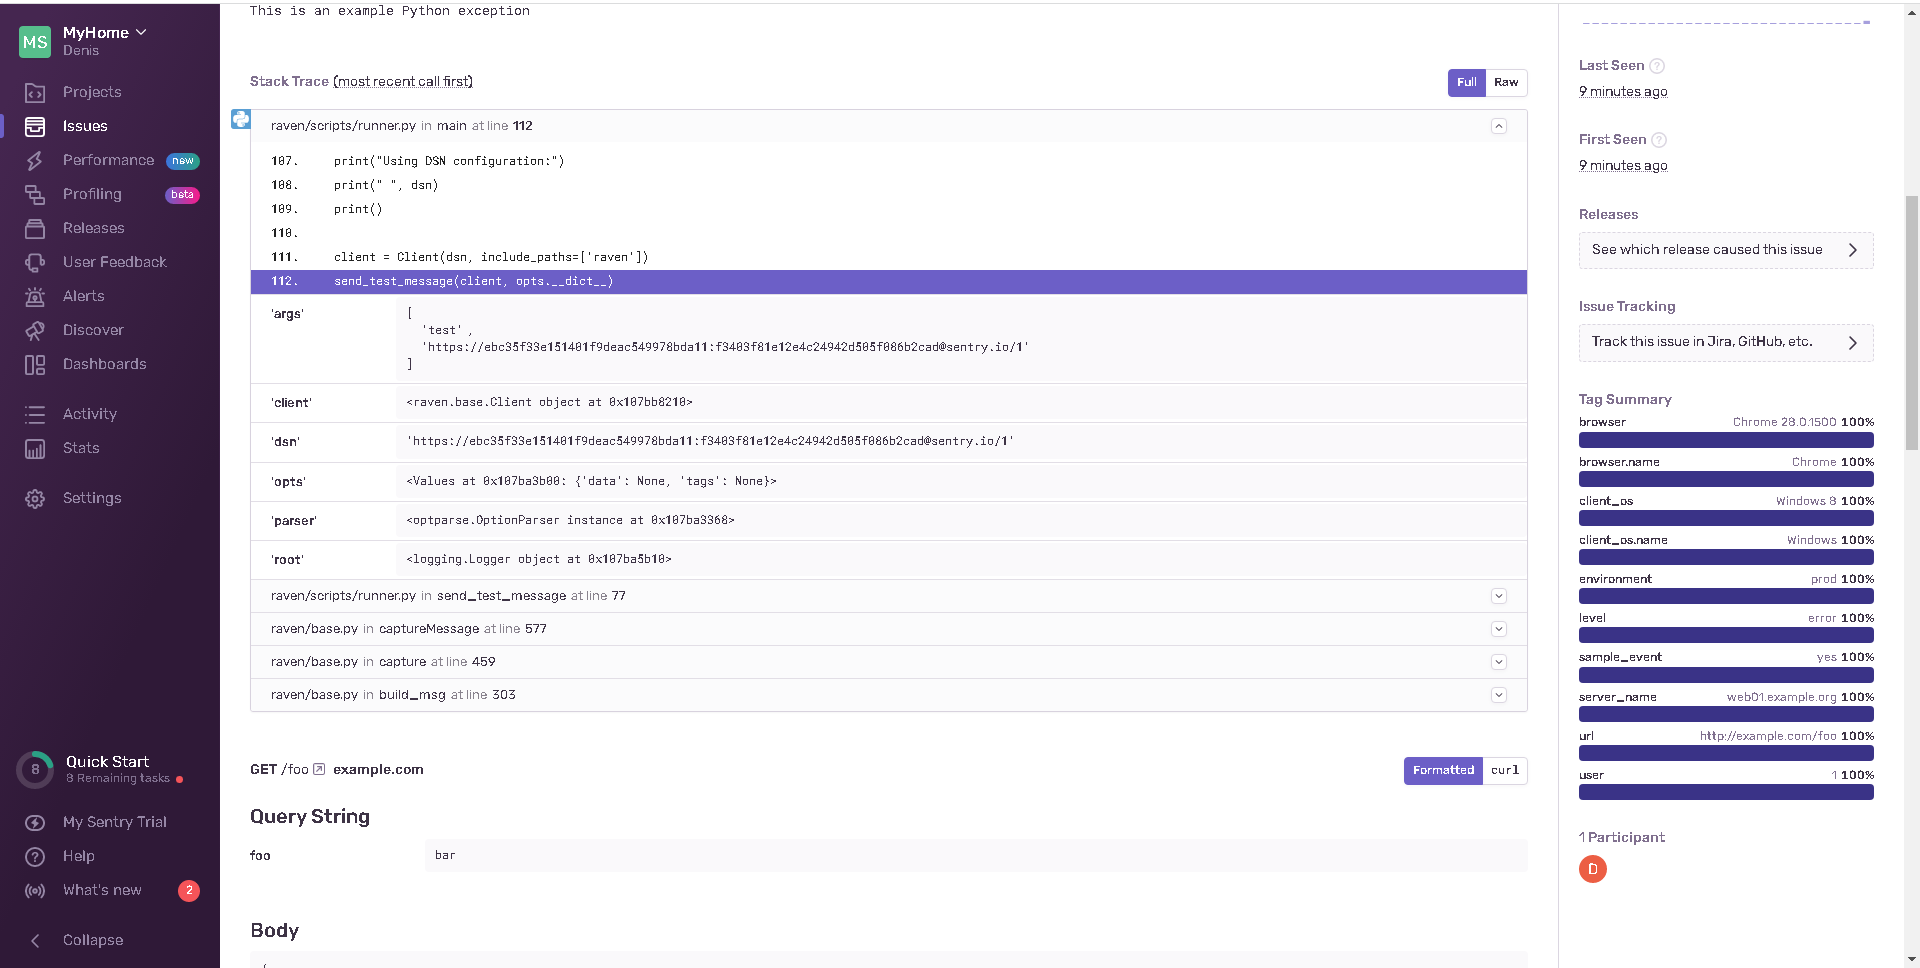 MS
MyHome
Denis
Projects
Issues
Performance new
Profiling beta
Releases
User Feedback
Alerts
Discover
Dashboards
Activity
Stats
Settings
8
Quick Start
8 Remaining tasks
My Sentry Trial
Help
What's new 2
Collapse
This is an example Python exception
Stack Trace (most recent call first)
Full Raw
raven/scripts/runner.py in main at line 112
107. print("Using DSN configuration:")
108. print(" ", dsn)
109. print()
110.
111. client = Client(dsn, include_paths=['raven'])
112. send_test_message(client, opts.__dict__)
'args' [
'test' ,
'https://ebc35f33e151401f9deac549978bda11:f3403f81e12e4c24942d505f086b2cad@sentry.io/1'
]
'client' <raven.base.Client object at 0x107bb8210>
'dsn' 'https://ebc35f33e151401f9deac549978bda11:f3403f81e12e4c24942d505f086b2cad@sentry.io/1'
'opts' <Values at 0x107ba3b00: {'data': None, 'tags': None}>
'parser' <optparse.OptionParser instance at 0x107ba3368>
'root' <logging.Logger object at 0x107ba5b10>
raven/scripts/runner.py in send_test_message at line 77
raven/base.py in captureMessage at line 577
raven/base.py in capture at line 459
raven/base.py in build_msg at line 303
GET /foo example.com
Formatted curl
Query String
foo bar
Body
{
Last Seen ?
9 minutes ago
First Seen ?
9 minutes ago
Releases
See which release caused this issue
Issue Tracking
Track this issue in Jira, GitHub, etc.
Tag Summary
browser Chrome 28.0.1500 100%
browser.name Chrome 100%
client_os Windows 8 100%
client_os.name Windows 100%
environment prod 100%
level error 100%
sample_event yes 100%
server_name web01.example.org 100%
url http://example.com/foo 100%
user 1 100%
1 Participant
D